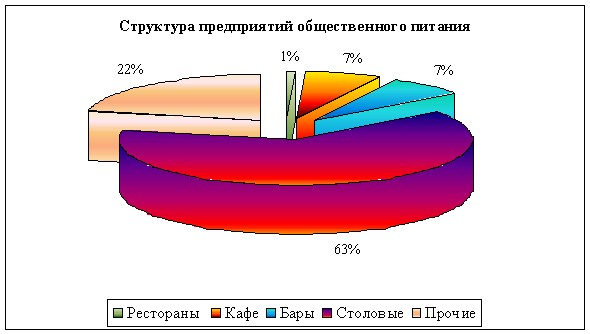 Структура предприятий общественного питания
1%
7%
7%
22%
63%
Рестораны Кафе Бары Столовые Прочие